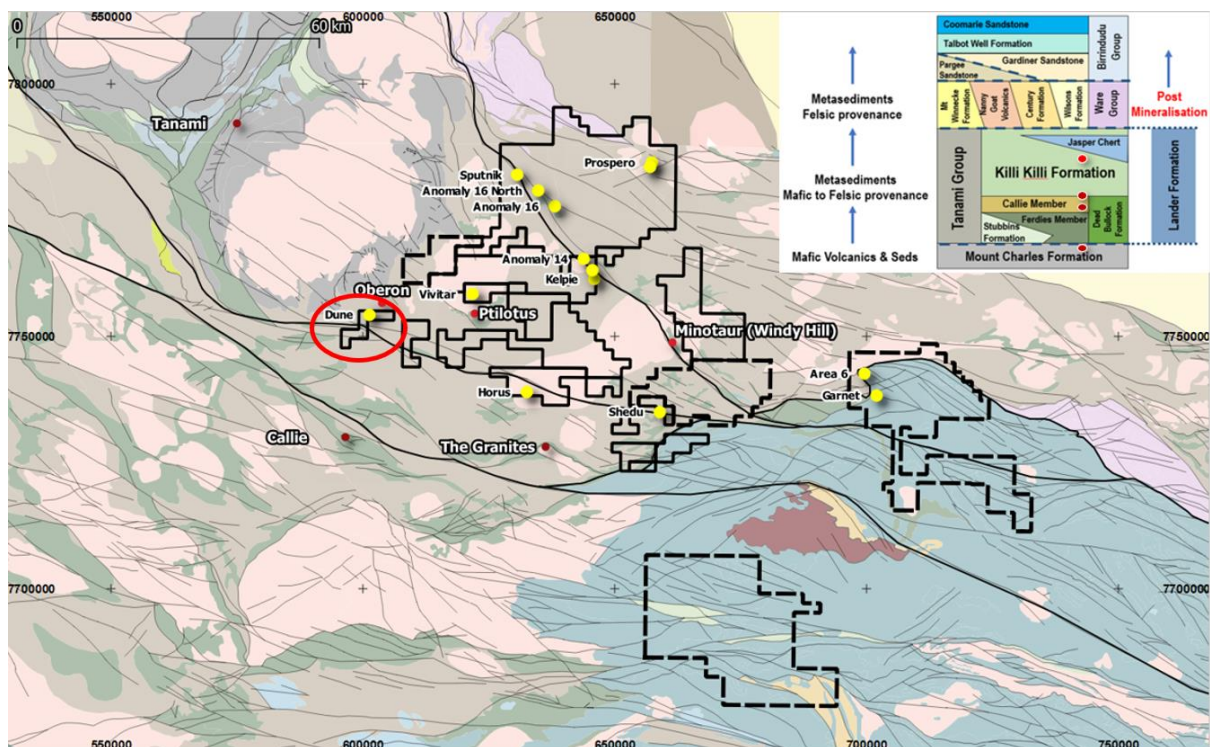 550000
600000
650000
0
60 km
7800000
Tanami
Sputnik
Prospero
Anomaly 16 North
Anomaly 16
Anomaly 14
Kelpie
Oberon
Vivitar
Dune
Ptilotus
7750000
Minotaur (Windy Hill)
7750000
Area 6
Garnet
Horus
Shedu
Callie
The Granites
7700000
7700000
550000
600000
650000
700000
750000
Metasediments
Felsic provenance
Metasediments
Mafic to Felsic provenance
Mafic Volcanics & Seds
Coomarie Sandstone
Talbot Well Formation
Gardiner Sandstone
Pargee
Sandstone
Birrindudu
Group
Mt
Winnecke
Formation
Nanny
Goat
Volcanics
Century
Formation
Wilsons
Formation
Ware
Group
Post
Mineralisation
Tanami Group
Jasper Chert
Killi Killi Formation
Callie Member
Ferdies Member
Stubbins
Formation
Dead
Bullock
Formation
Lander Formation
Mount Charles Formation